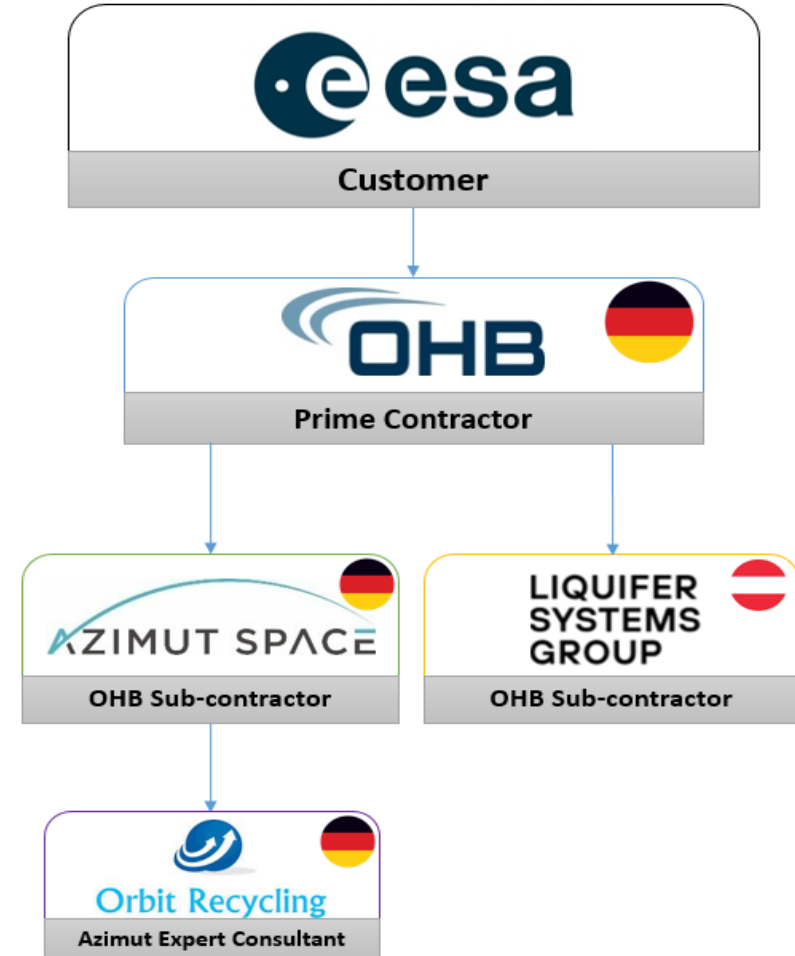 esa
Customer
OHB
Prime Contractor
AZIMUT SPACE
OHB Sub-contractor
LIQUIFER
SYSTEMS
GROUP
OHB Sub-contractor
Orbit Recycling
Azimut Expert Consultant